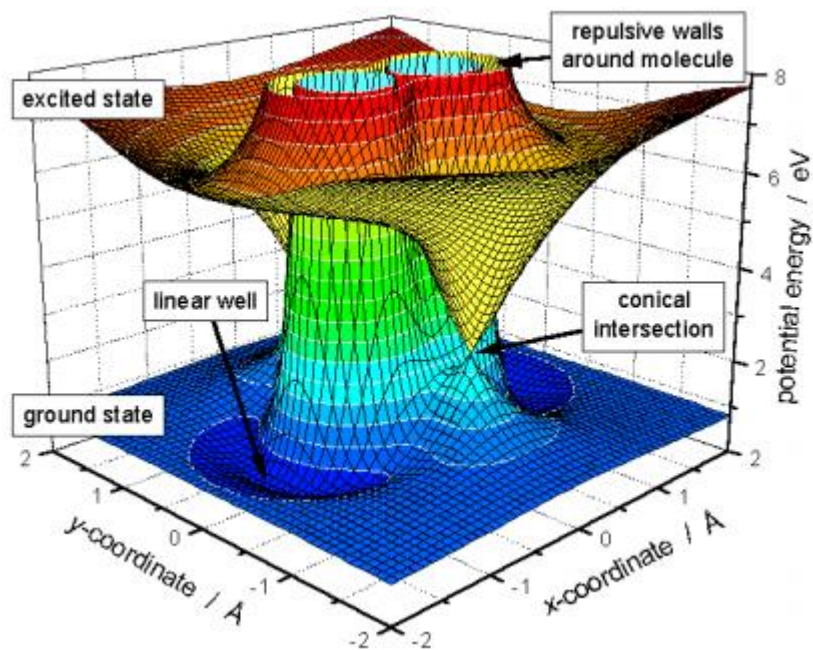 repulsive walls
around molecule
excited state
8
6
linear well
conical
intersection
4
potential energy / eV
2
ground state
2
1
0
-1
-2
y-coordinate / Å
2
1
0
-1
-2
x-coordinate / Å